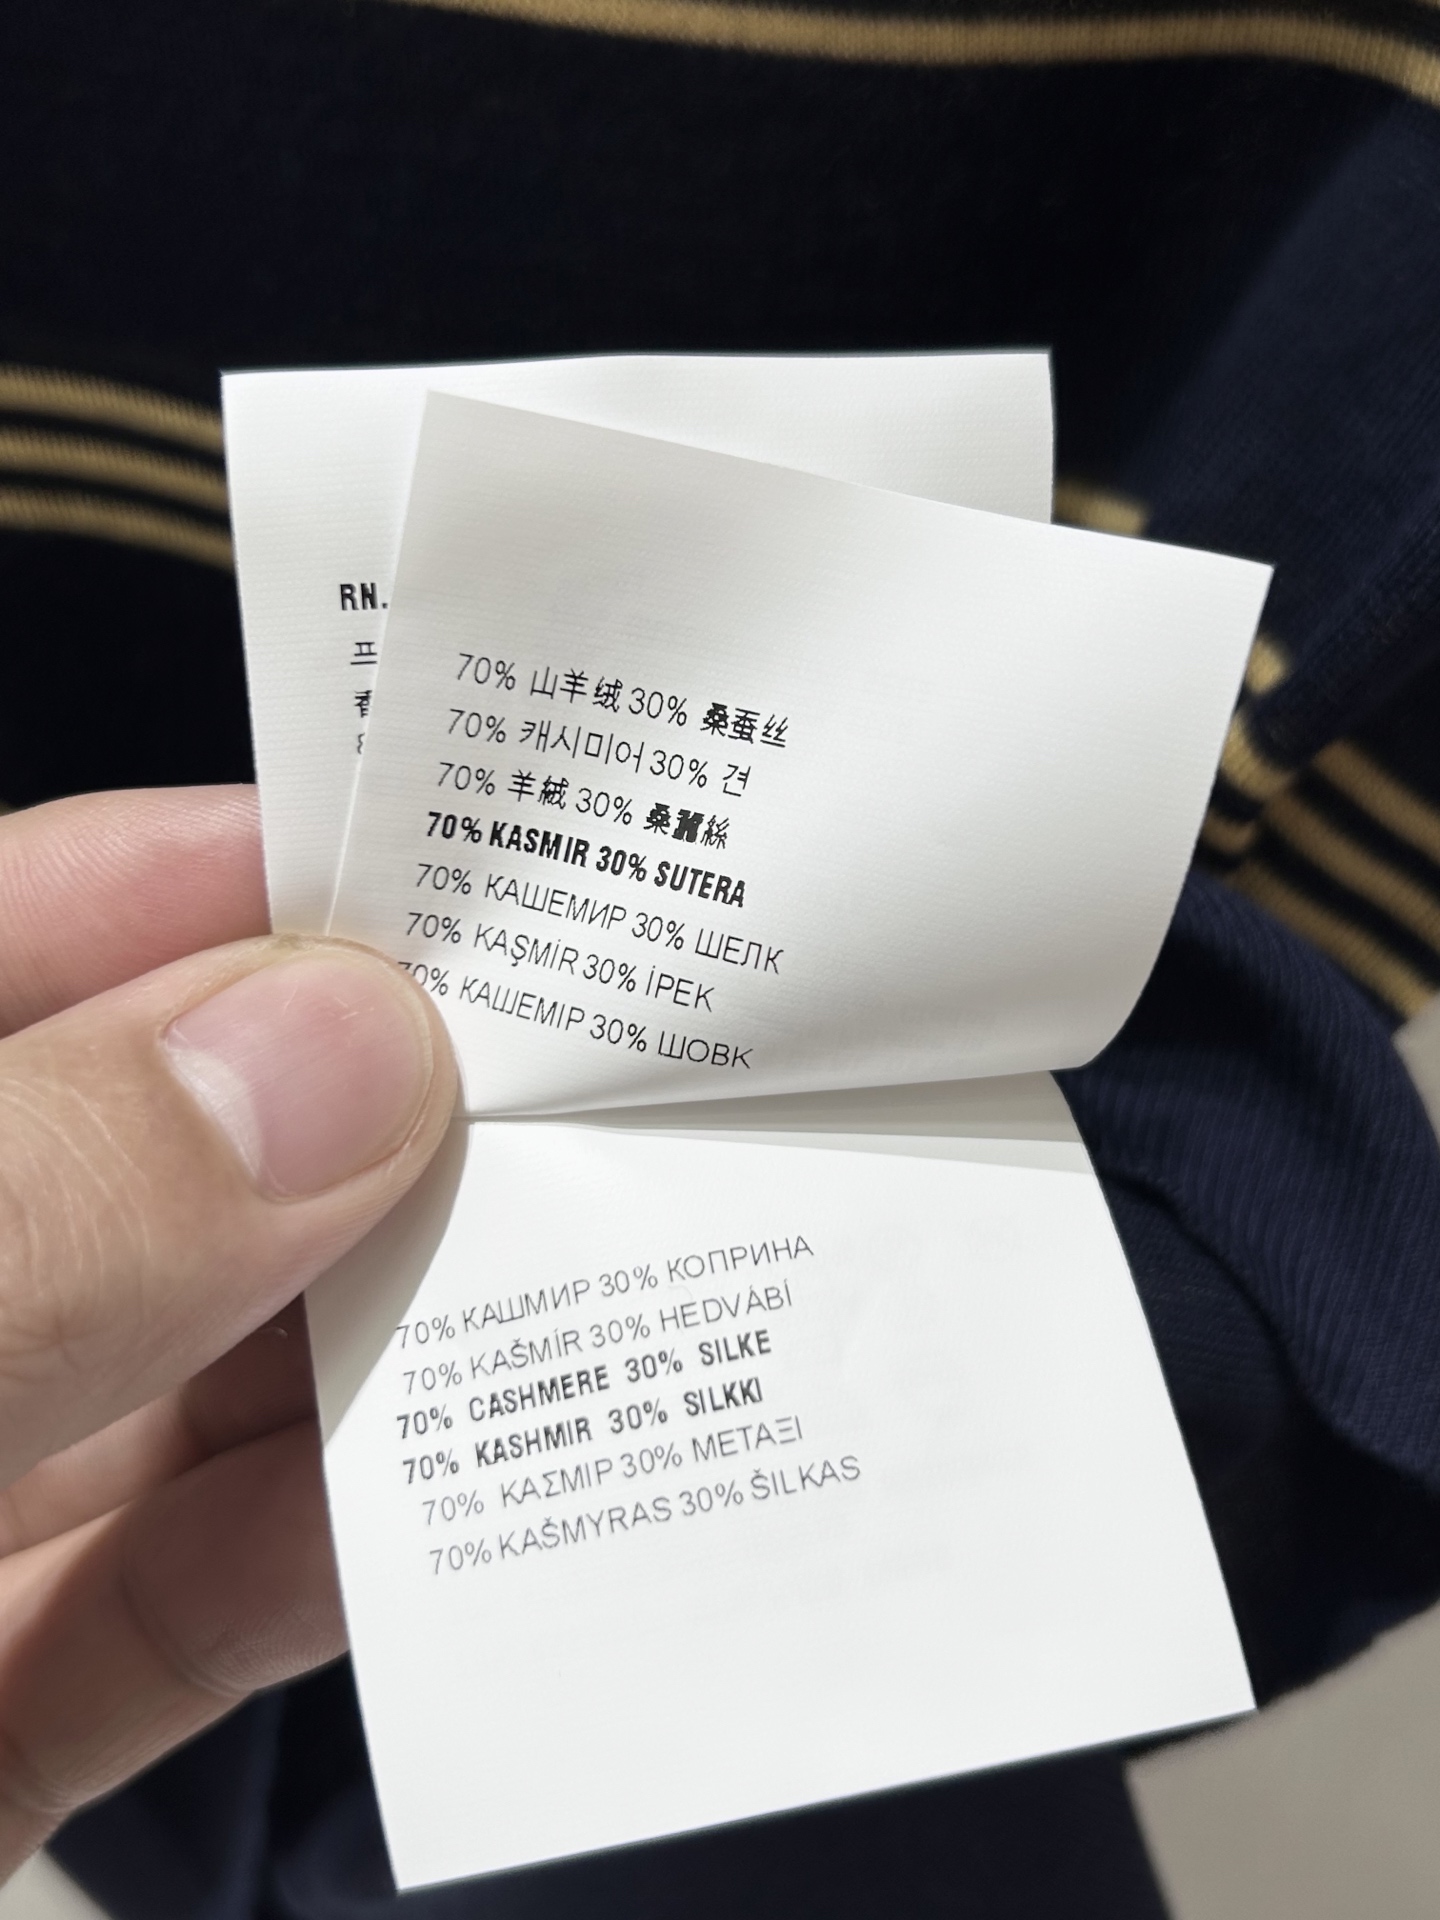 RN.
프
香
70% 山羊绒 30% 桑蚕丝
70% 캐시미어 30% 견
70% 羊絨 30% 桑蠶絲
70% KASMIR 30% SUTERA
70% КАШЕМИР 30% ШЕЛК
70% KAŞMİR 30% İPEK
70% КАШЕМІР 30% ШОВК
70% КАШМИР 30% КОПРИНА
70% KAŠMÍR 30% HEDVÁBÍ
70% CASHMERE 30% SILKE
70% KASHMIR 30% SILKKI
70% ΚΑΣΜΙΡ 30% ΜΕΤΑΞΙ
70% KAŠMYRAS 30% ŠILKAS